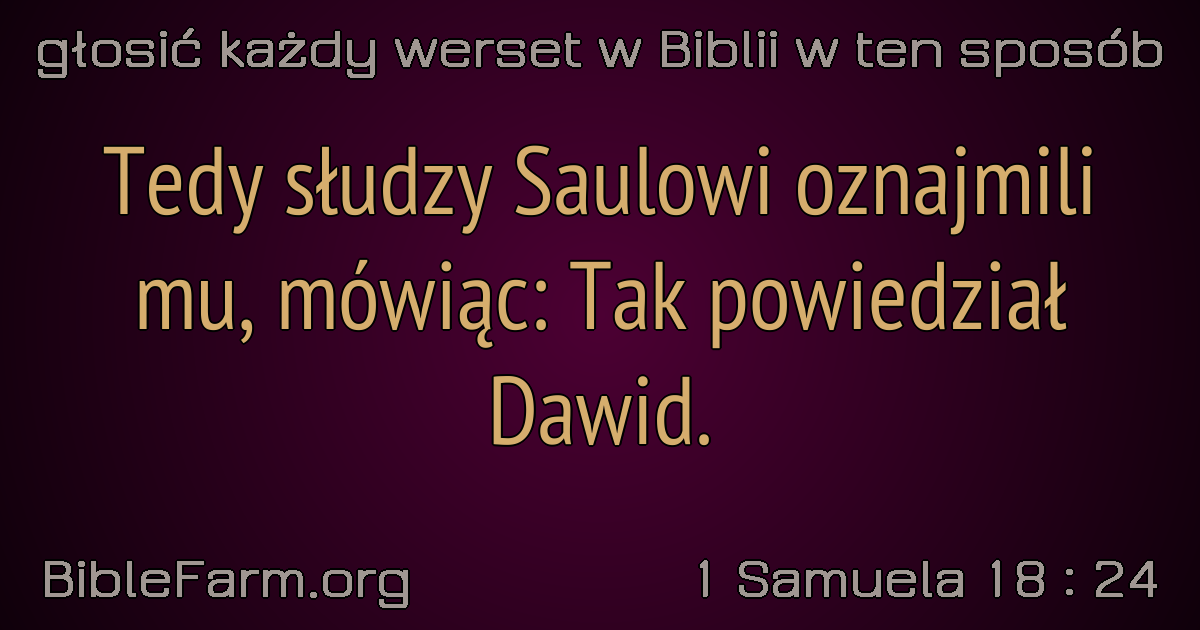 głosić każdy werset w Biblii w ten sposób
Tedy słudzy Saulowi oznajmili
mu, mówiąc: Tak powiedział
Dawid.
BibleFarm.org
1 Samuela 18 : 24